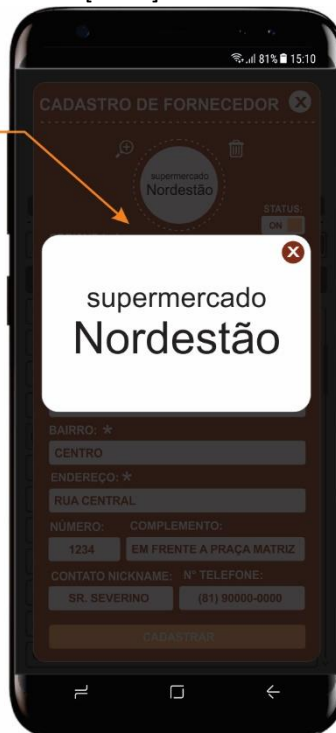 81% 15:10
CADASTRO DE FORNECEDOR
supermercado
Nordestão
STATUS:
ON
supermercado
Nordestão
BAIRRO: *
CENTRO
ENDEREÇO: *
RUA CENTRAL
NÚMERO: COMPLEMENTO:
1234 EM FRENTE A PRAÇA MATRIZ
CONTATO NICKNAME: N° TELEFONE:
SR. SEVERINO (81) 90000-0000
CADASTRAR